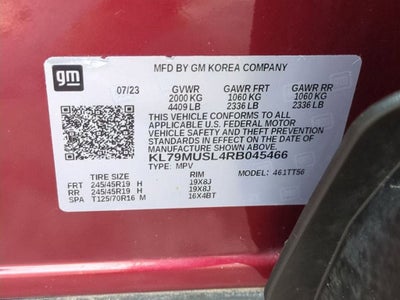 gm
MFD BY GM KOREA COMPANY
07/23 GVWR GAWR FRT GAWR RR
2000 KG 1060 KG 1060 KG
4409 LB 2336 LB 2336 LB
THIS VEHICLE CONFORMS TO ALL
APPLICABLE U.S. FEDERAL MOTOR
VEHICLE SAFETY, BUMPER, AND THEFT
PREVENTION STANDARDS IN EFFECT ON
THE DATE OF MANUFACTURE SHOWN ABOVE.
KL79MUSL4RB045466
TYPE: MPV MODEL: 461TT56
TIRE SIZE RIM
FRT 245/45R19 H 19X8J
RR 245/45R19 H 19X8J
SPA T125/70R16 M 16X4BT